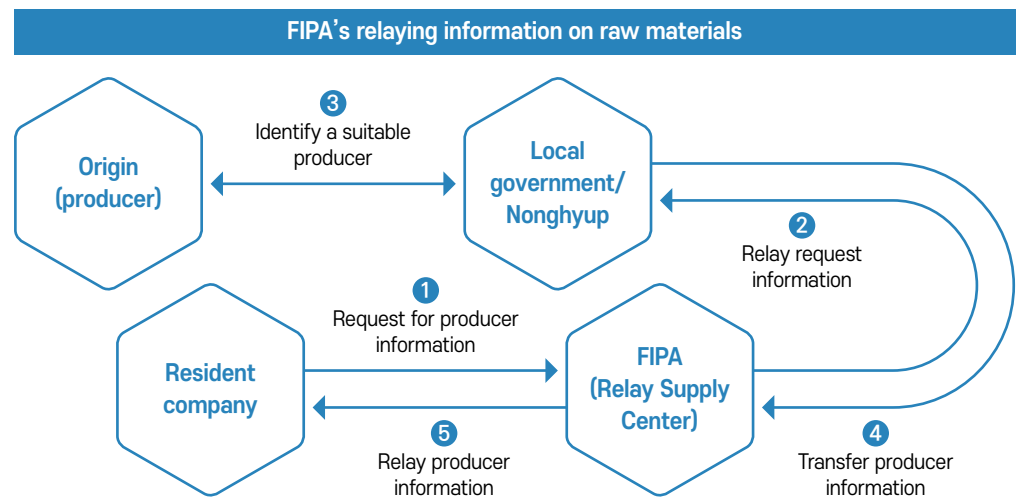 FIPA's relaying information on raw materials
Origin
(producer)
3
Identify a suitable
producer
Local
government/
Nonghyup
2
Relay request
information
1
Request for producer
information
Resident
company
FIPA
(Relay Supply
Center)
5
Relay producer
information
4
Transfer producer
information